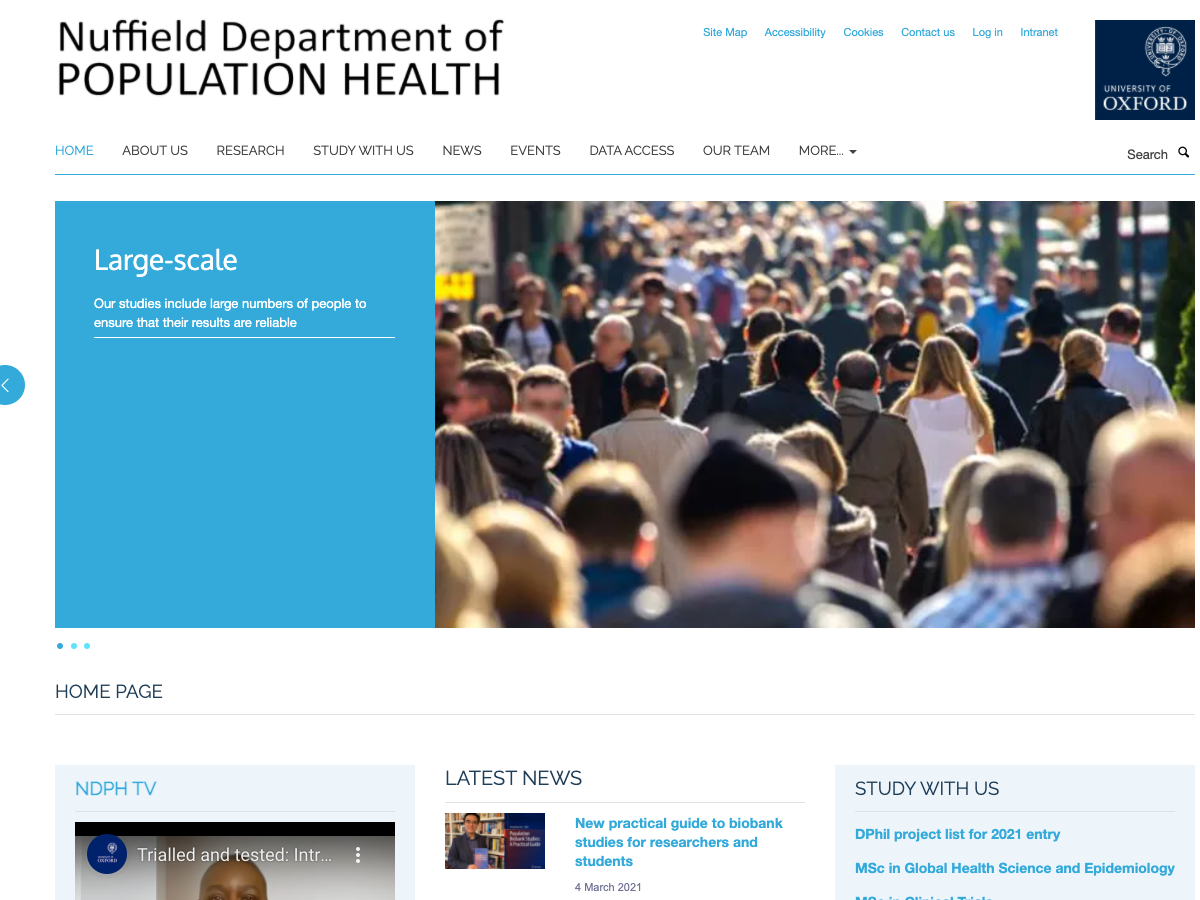 Nuffield Department of
POPULATION HEALTH
Site Map Accessibility Cookies Contact us Log in Intranet
UNIVERSITY OF
OXFORD
HOME ABOUT US RESEARCH STUDY WITH US NEWS EVENTS DATA ACCESS OUR TEAM MORE...
Search
Large-scale
Our studies include large numbers of people to
ensure that their results are reliable
HOME PAGE
NDPH TV
Trialled and tested: Intr...
LATEST NEWS
New practical guide to biobank
studies for researchers and
students
4 March 2021
STUDY WITH US
DPhil project list for 2021 entry
MSc in Global Health Science and Epidemiology
MSc in Clinical Trials